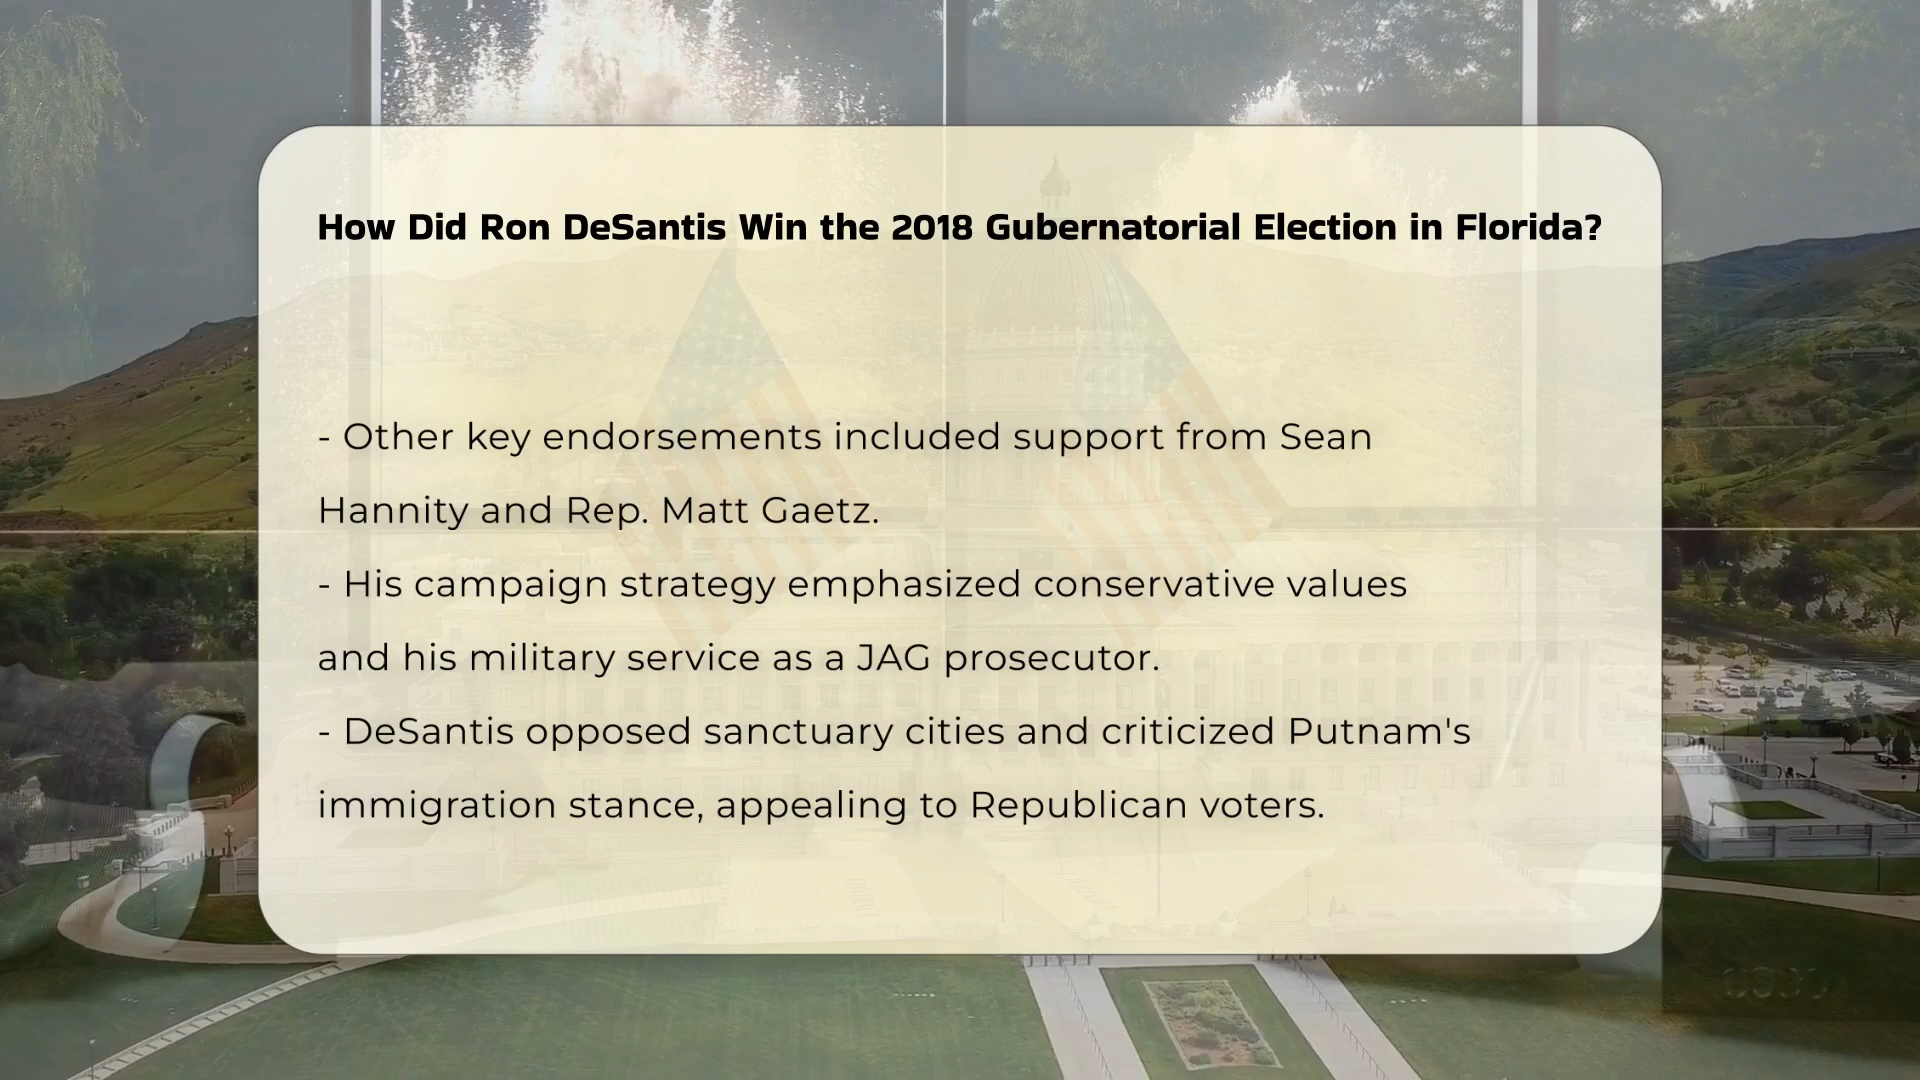 How Did Ron DeSantis Win the 2018 Gubernatorial Election in Florida?
- Other key endorsements included support from Sean
Hannity and Rep. Matt Gaetz.
- His campaign strategy emphasized conservative values
and his military service as a JAG prosecutor.
- DeSantis opposed sanctuary cities and criticized Putnam's
immigration stance, appealing to Republican voters.